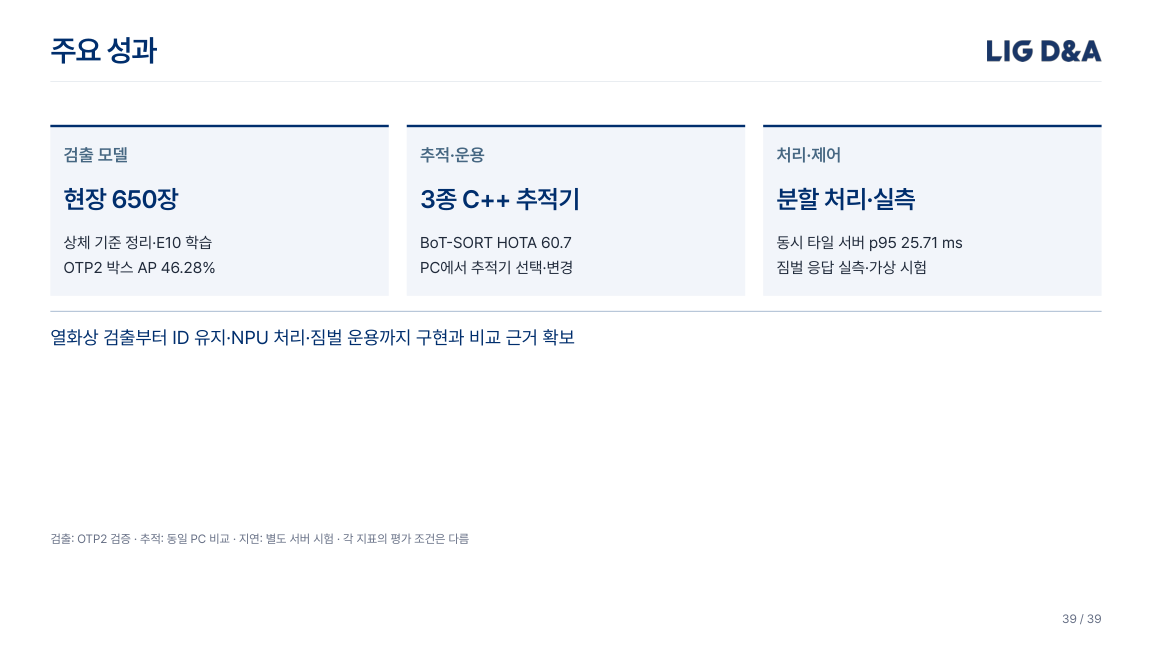 주요 성과
LIG D&A
검출 모델
현장 650장
상체 기준 정리·E10 학습
OTP2 박스 AP 46.28%
추적·운용
3종 C++ 추적기
BoT-SORT HOTA 60.7
PC에서 추적기 선택·변경
처리·제어
분할 처리·실측
동시 타일 서버 p95 25.71 ms
짐벌 응답 실측·가상 시험
열화상 검출부터 ID 유지·NPU 처리·짐벌 운용까지 구현과 비교 근거 확보
검출: OTP2 검증 · 추적: 동일 PC 비교 · 지연: 별도 서버 시험 · 각 지표의 평가 조건은 다름
39 / 39